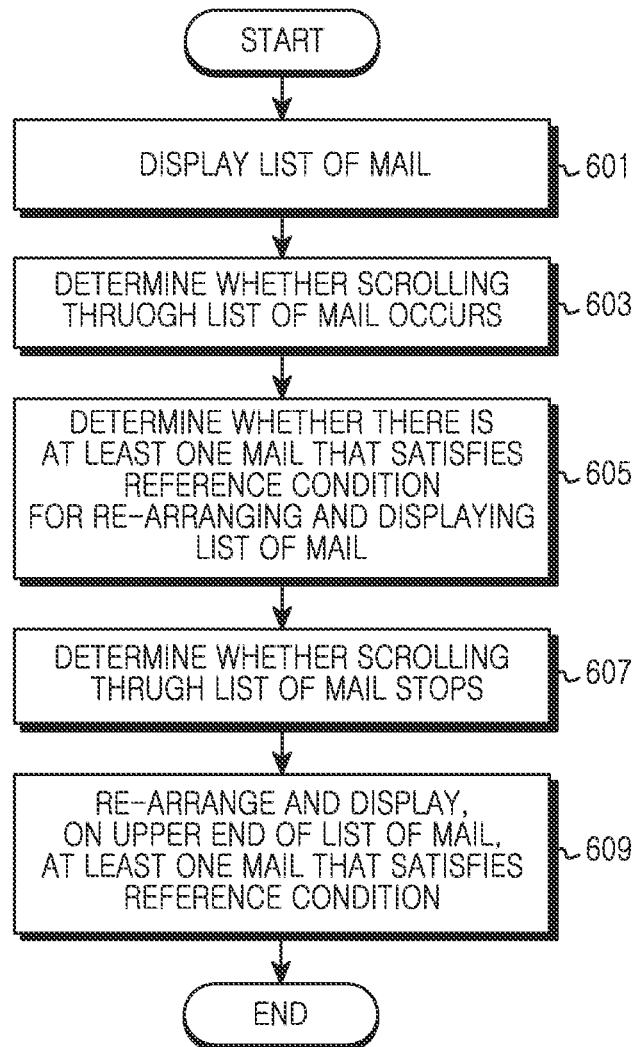 START
DISPLAY LIST OF MAIL
601
DETERMINE WHETHER SCROLLING
THRUOGH LIST OF MAIL OCCURS
603
DETERMINE WHETHER THERE IS
AT LEAST ONE MAIL THAT SATISFIES
REFERENCE CONDITION
FOR RE-ARRANGING AND DISPLAYING
LIST OF MAIL
605
DETERMINE WHETHER SCROLLING
THRUGH LIST OF MAIL STOPS
607
RE-ARRANGE AND DISPLAY,
ON UPPER END OF LIST OF MAIL,
AT LEAST ONE MAIL THAT SATISFIES
REFERENCE CONDITION
609
END